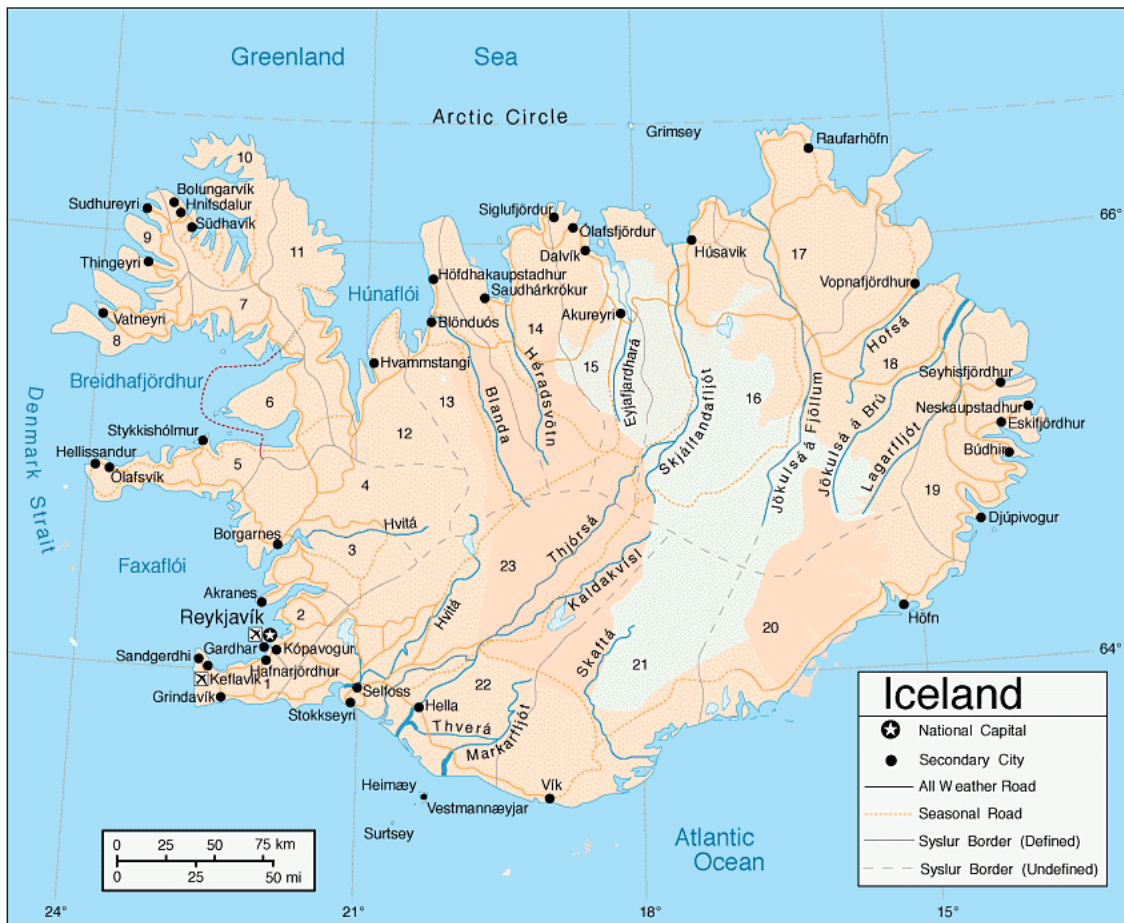 Greenland Sea
Arctic Circle
Grimsey
Raufarhöfn
10
Bolungarvík
Hnifsdalur
Sudhureyri
Sūdhavík
Siglufjördur
Ólafsfjördur
66°
9
11
Dalvík
Húsavik
17
Thingeyri
Höfdhakaupstadhur
Saudhárkrókur
Vopnafjördhur
7
Húnaflói
Vatneyri
8
Blönduós
14
Akureyri
Hofsá
Hvammstangi
15
18
Héradsvötn
Eyjafjardhará
Seyhisfjördhur
Breidhafjördhur
6
13
Blanda
16
Neskaupstadhur
Eskifjördhur
Denmark Strait
Stykkishólmur
12
Skjálfandafljót
Jökulsá á Fjöllum
Jökulsá á Brú
Lagarfljót
Búdhir
Hellissandur
Ólafsvík
5
4
19
Djúpivogur
Borgarnes
Hvitá
Thjórsá
3
Faxaflói
23
Kaldakvísl
Akranes
Hvitá
Höfn
Reykjavík
2
20
Skaftá
Gardhar
Kópavogur
Sandgerdhi
Hafnarjördhur
64°
Keflavík
1
21
22
Grindavík
Selfoss
Stokkseyri
Hella
Thverá
Markarfljót
Heimæy
Vestmannæyjar
Vík
Surtsey
Atlantic
Ocean
Iceland
National Capital
Secondary City
All Weather Road
Seasonal Road
Syslur Border (Defined)
Syslur Border (Undefined)
0 25 50 75 km
0 25 50 mi
24° 21° 18° 15°